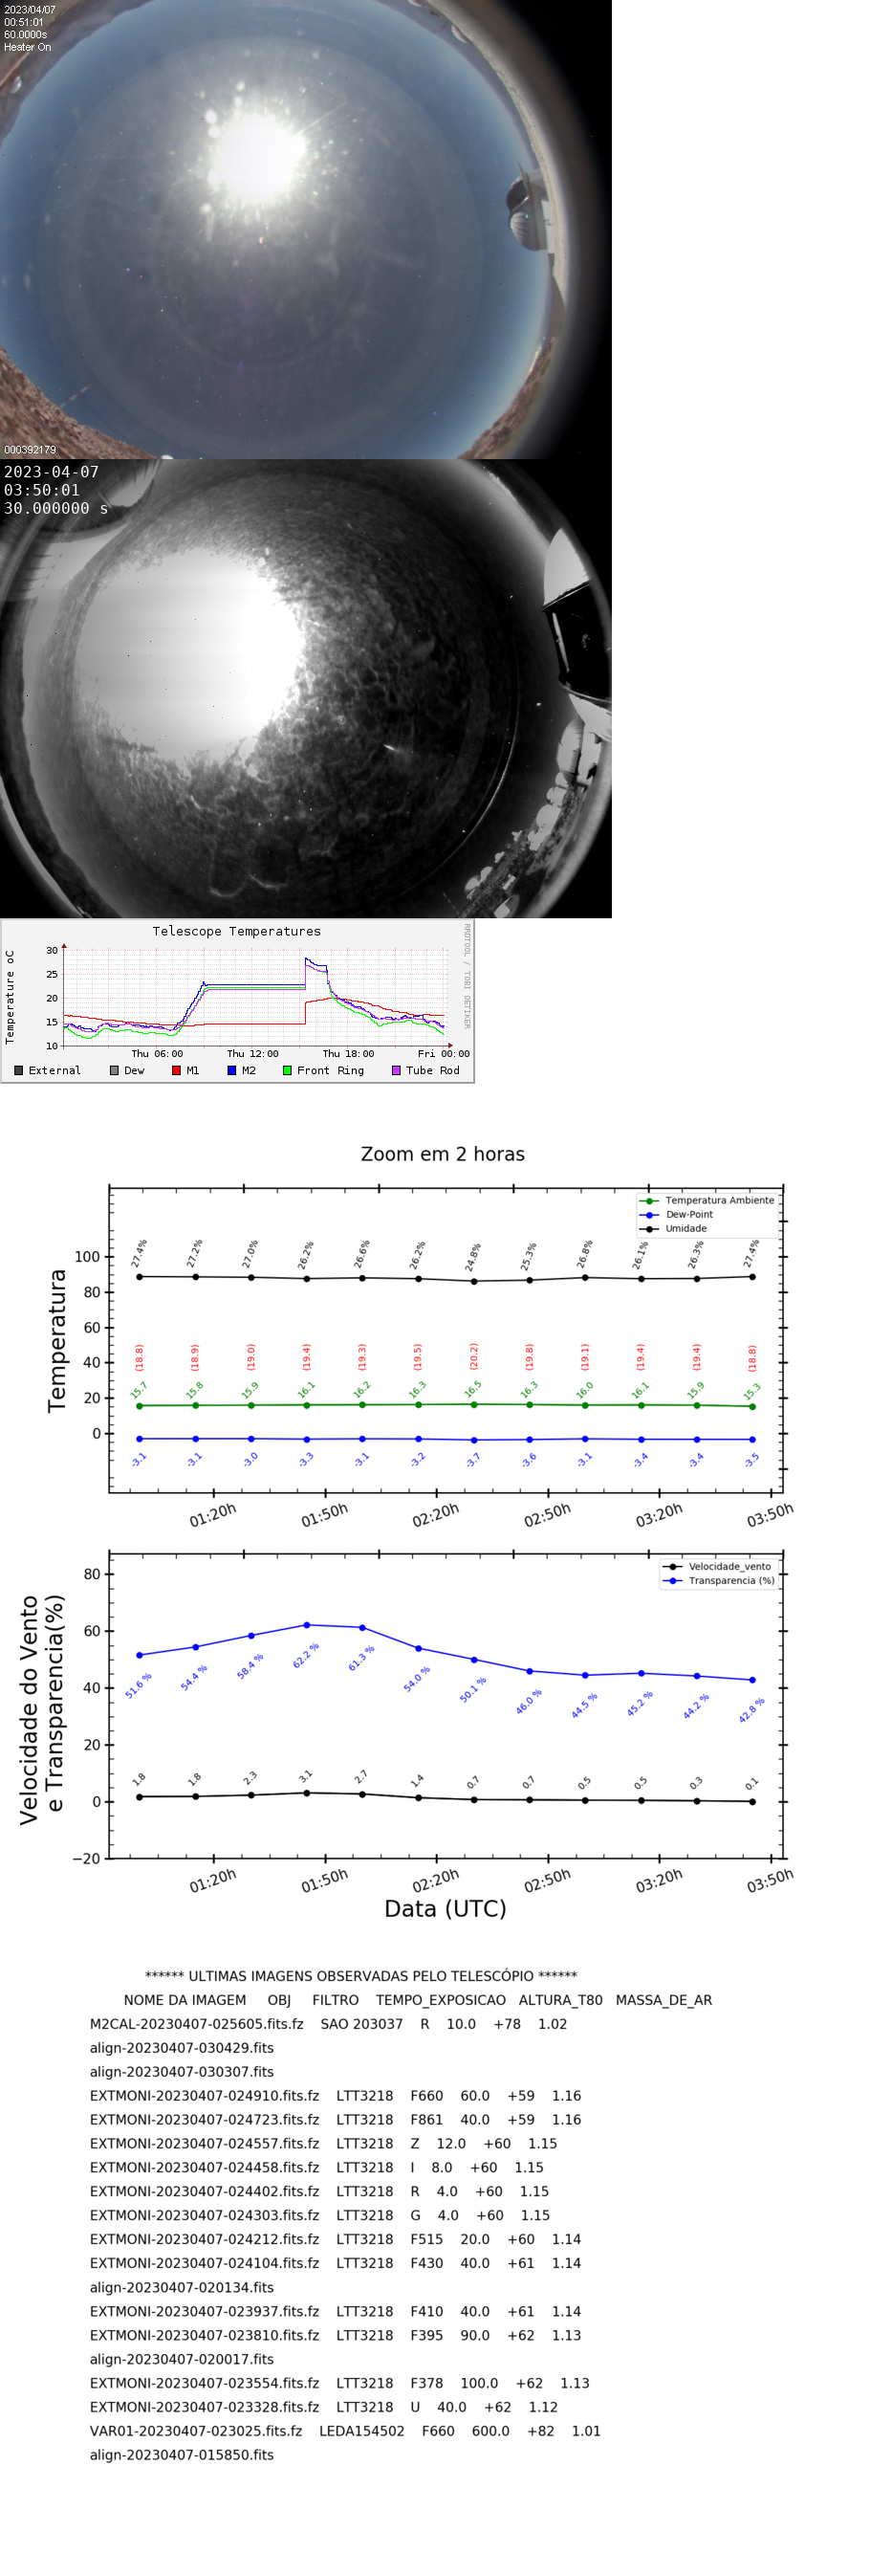 2023/04/07
00:51:01
60.0000s
Heater On
000392179
2023-04-07
03:50:01
30.000000 s
Telescope Temperatures
RRDTOOL / TOBI OETIKER
Temperature oC
30
25
20
15
10
Thu 06:00 Thu 12:00 Thu 18:00 Fri 00:00
External Dew M1 M2 Front Ring Tube Rod
Zoom em 2 horas
Temperatura Ambiente
Dew-Point
Umidade
Temperatura
100
80
60
40
20
0
27.4% 27.2% 27.0% 26.2% 26.6% 26.2% 24.8% 25.3% 26.8% 26.1% 26.3% 27.4%
(18.8) (18.9) (19.0) (19.4) (19.3) (19.5) (20.2) (19.8) (19.1) (19.4) (19.4) (18.8)
15.7 15.8 15.9 16.1 16.2 16.3 16.5 16.3 16.0 16.1 15.9 15.3
-3.1 -3.1 -3.0 -3.3 -3.1 -3.2 -3.7 -3.6 -3.1 -3.4 -3.4 -3.5
01:20h 01:50h 02:20h 02:50h 03:20h 03:50h
Velocidade_vento
Transparencia (%)
Velocidade do Vento
e Transparencia(%)
80
60
40
20
0
−20
51.6 % 54.4 % 58.4 % 62.2 % 61.3 % 54.0 % 50.1 % 46.0 % 44.5 % 45.2 % 44.2 % 42.8 %
1.8 1.8 2.3 3.1 2.7 1.4 0.7 0.7 0.5 0.5 0.3 0.1
01:20h 01:50h 02:20h 02:50h 03:20h 03:50h
Data (UTC)
****** ULTIMAS IMAGENS OBSERVADAS PELO TELESCÓPIO ******
NOME DA IMAGEM OBJ FILTRO TEMPO_EXPOSICAO ALTURA_T80 MASSA_DE_AR
M2CAL-20230407-025605.fits.fz SAO 203037 R 10.0 +78 1.02
align-20230407-030429.fits
align-20230407-030307.fits
EXTMONI-20230407-024910.fits.fz LTT3218 F660 60.0 +59 1.16
EXTMONI-20230407-024723.fits.fz LTT3218 F861 40.0 +59 1.16
EXTMONI-20230407-024557.fits.fz LTT3218 Z 12.0 +60 1.15
EXTMONI-20230407-024458.fits.fz LTT3218 I 8.0 +60 1.15
EXTMONI-20230407-024402.fits.fz LTT3218 R 4.0 +60 1.15
EXTMONI-20230407-024303.fits.fz LTT3218 G 4.0 +60 1.15
EXTMONI-20230407-024212.fits.fz LTT3218 F515 20.0 +60 1.14
EXTMONI-20230407-024104.fits.fz LTT3218 F430 40.0 +61 1.14
align-20230407-020134.fits
EXTMONI-20230407-023937.fits.fz LTT3218 F410 40.0 +61 1.14
EXTMONI-20230407-023810.fits.fz LTT3218 F395 90.0 +62 1.13
align-20230407-020017.fits
EXTMONI-20230407-023554.fits.fz LTT3218 F378 100.0 +62 1.13
EXTMONI-20230407-023328.fits.fz LTT3218 U 40.0 +62 1.12
VAR01-20230407-023025.fits.fz LEDA154502 F660 600.0 +82 1.01
align-20230407-015850.fits